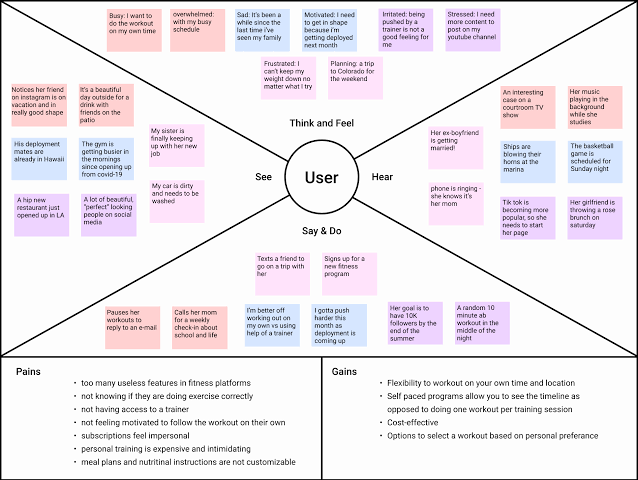 Busy: I want to
do the workout
on my own time
overwhelmed:
with my busy
schedule
Sad: It's been a
while since the
last time i've
seen my family
Motivated: I need
to get in shape
because i'm
getting deployed
next month
Irritated: being
pushed by a
trainer is not a
good feeling for
me
Stressed: I need
more content to
post on my
youtube channel
Frustrated: I
can't keep my
weight down no
matter what I try
Planning: a trip
to Colorado for
the weekend
Think and Feel
Notices her friend
on instagram is on
vacation and in
really good shape
It's a beautiful
day outside for a
drink with
friends on the
patio
His deployment
mates are
already in Hawaii
The gym is
getting busier in
the mornings
since opening up
from covid-19
A hip new
restaurant just
opened up in LA
A lot of beautiful,
"perfect" looking
people on social
media
My sister is
finally keeping
up with her new
job
My car is dirty
and needs to be
washed
See
User
Hear
Her ex-boyfriend
is getting
married!
phone is ringing -
she knows it's
her mom
An interesting
case on a
courtroom TV
show
Her music
playing in the
background
while she
studies
Ships are
blowing their
horns at the
marina
The basketball
game is
scheduled for
Sunday night
Tik tok is
becoming more
popular, so she
needs to start
her page
Her girlfriend is
throwing a rose
brunch on
saturday
Say & Do
Texts a friend to
go on a trip with
her
Signs up for a
new fitness
program
Pauses her
workouts to
reply to an e-mail
Calls her mom
for a weekly
check-in about
school and life
I'm better off
working out on
my own vs using
help of a trainer
I gotta push
harder this
month as
deployment is
coming up
Her goal is to
have 10K
followers by the
end of the
summer
A random 10
minute ab
workout in the
middle of the
night
Pains
• too many useless features in fitness platforms
• not knowing if they are doing exercise correctly
• not having access to a trainer
• not feeling motivated to follow the workout on their own
• subscriptions feel impersonal
• personal training is expensive and intimidating
• meal plans and nutritinal instructions are not customizable
Gains
• Flexibility to workout on your own time and location
• Self paced programs allow you to see the timeline as
opposed to doing one workout per training session
• Cost-effective
• Options to select a workout based on personal preferance